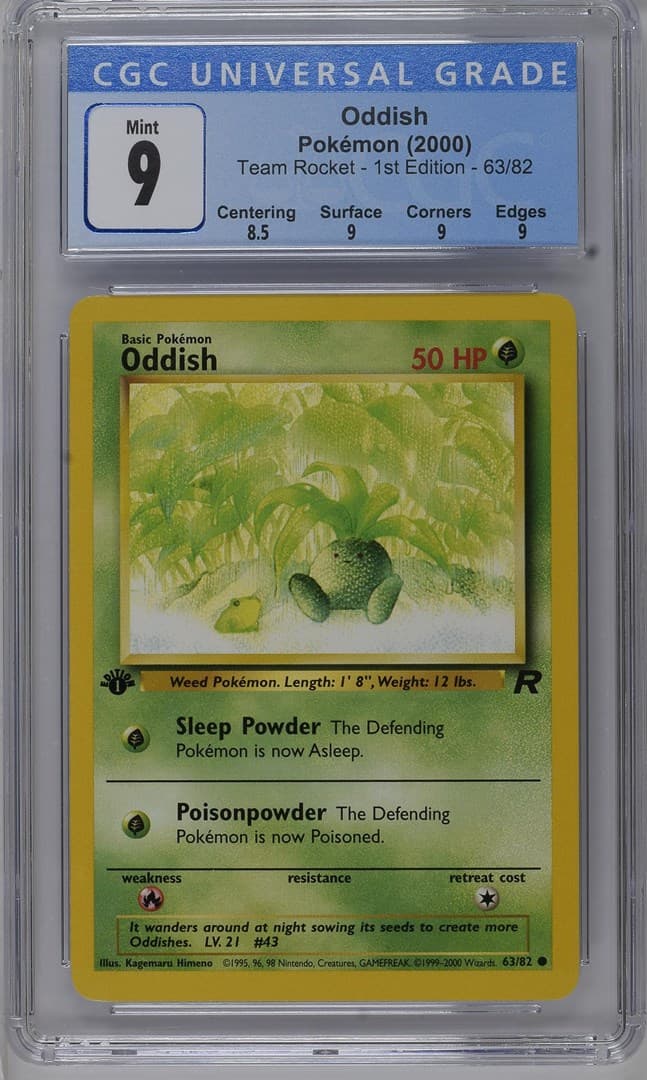 CGC UNIVERSAL GRADE
Mint
9
Oddish
Pokémon (2000)
Team Rocket - 1st Edition - 63/82
Centering Surface Corners Edges
8.5 9 9 9
Basic Pokémon
Oddish 50 HP
EDITION 1
Weed Pokémon. Length: 1' 8", Weight: 12 lbs.
R
Sleep Powder The Defending
Pokémon is now Asleep.
Poisonpowder The Defending
Pokémon is now Poisoned.
weakness resistance retreat cost
It wanders around at night sowing its seeds to create more
Oddishes. LV. 21 #43
Illus. Kagemaru Himeno ©1995, 96, 98 Nintendo, Creatures, GAMEFREAK. ©1999-2000 Wizards. 63/82